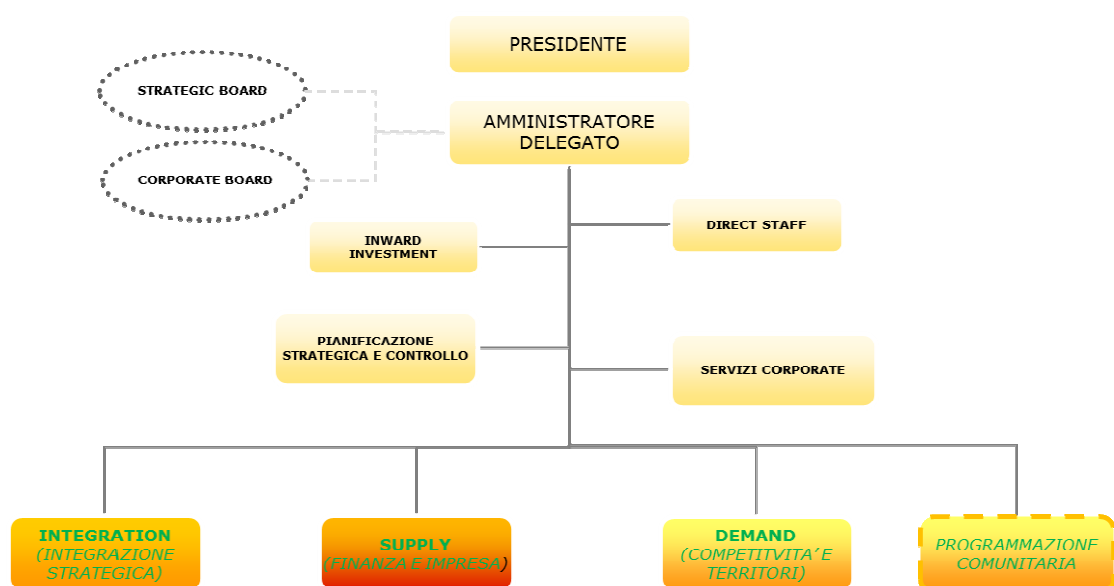 PRESIDENTE
STRATEGIC BOARD
AMMINISTRATORE
DELEGATO
CORPORATE BOARD
DIRECT STAFF
INWARD
INVESTMENT
PIANIFICAZIONE
STRATEGICA E CONTROLLO
SERVIZI CORPORATE
INTEGRATION
(INTEGRAZIONE
STRATEGICA)
SUPPLY
(FINANZA E IMPRESA)
DEMAND
(COMPETITVITA' E
TERRITORI)
PROGRAMMAZIONE
COMUNITARIA